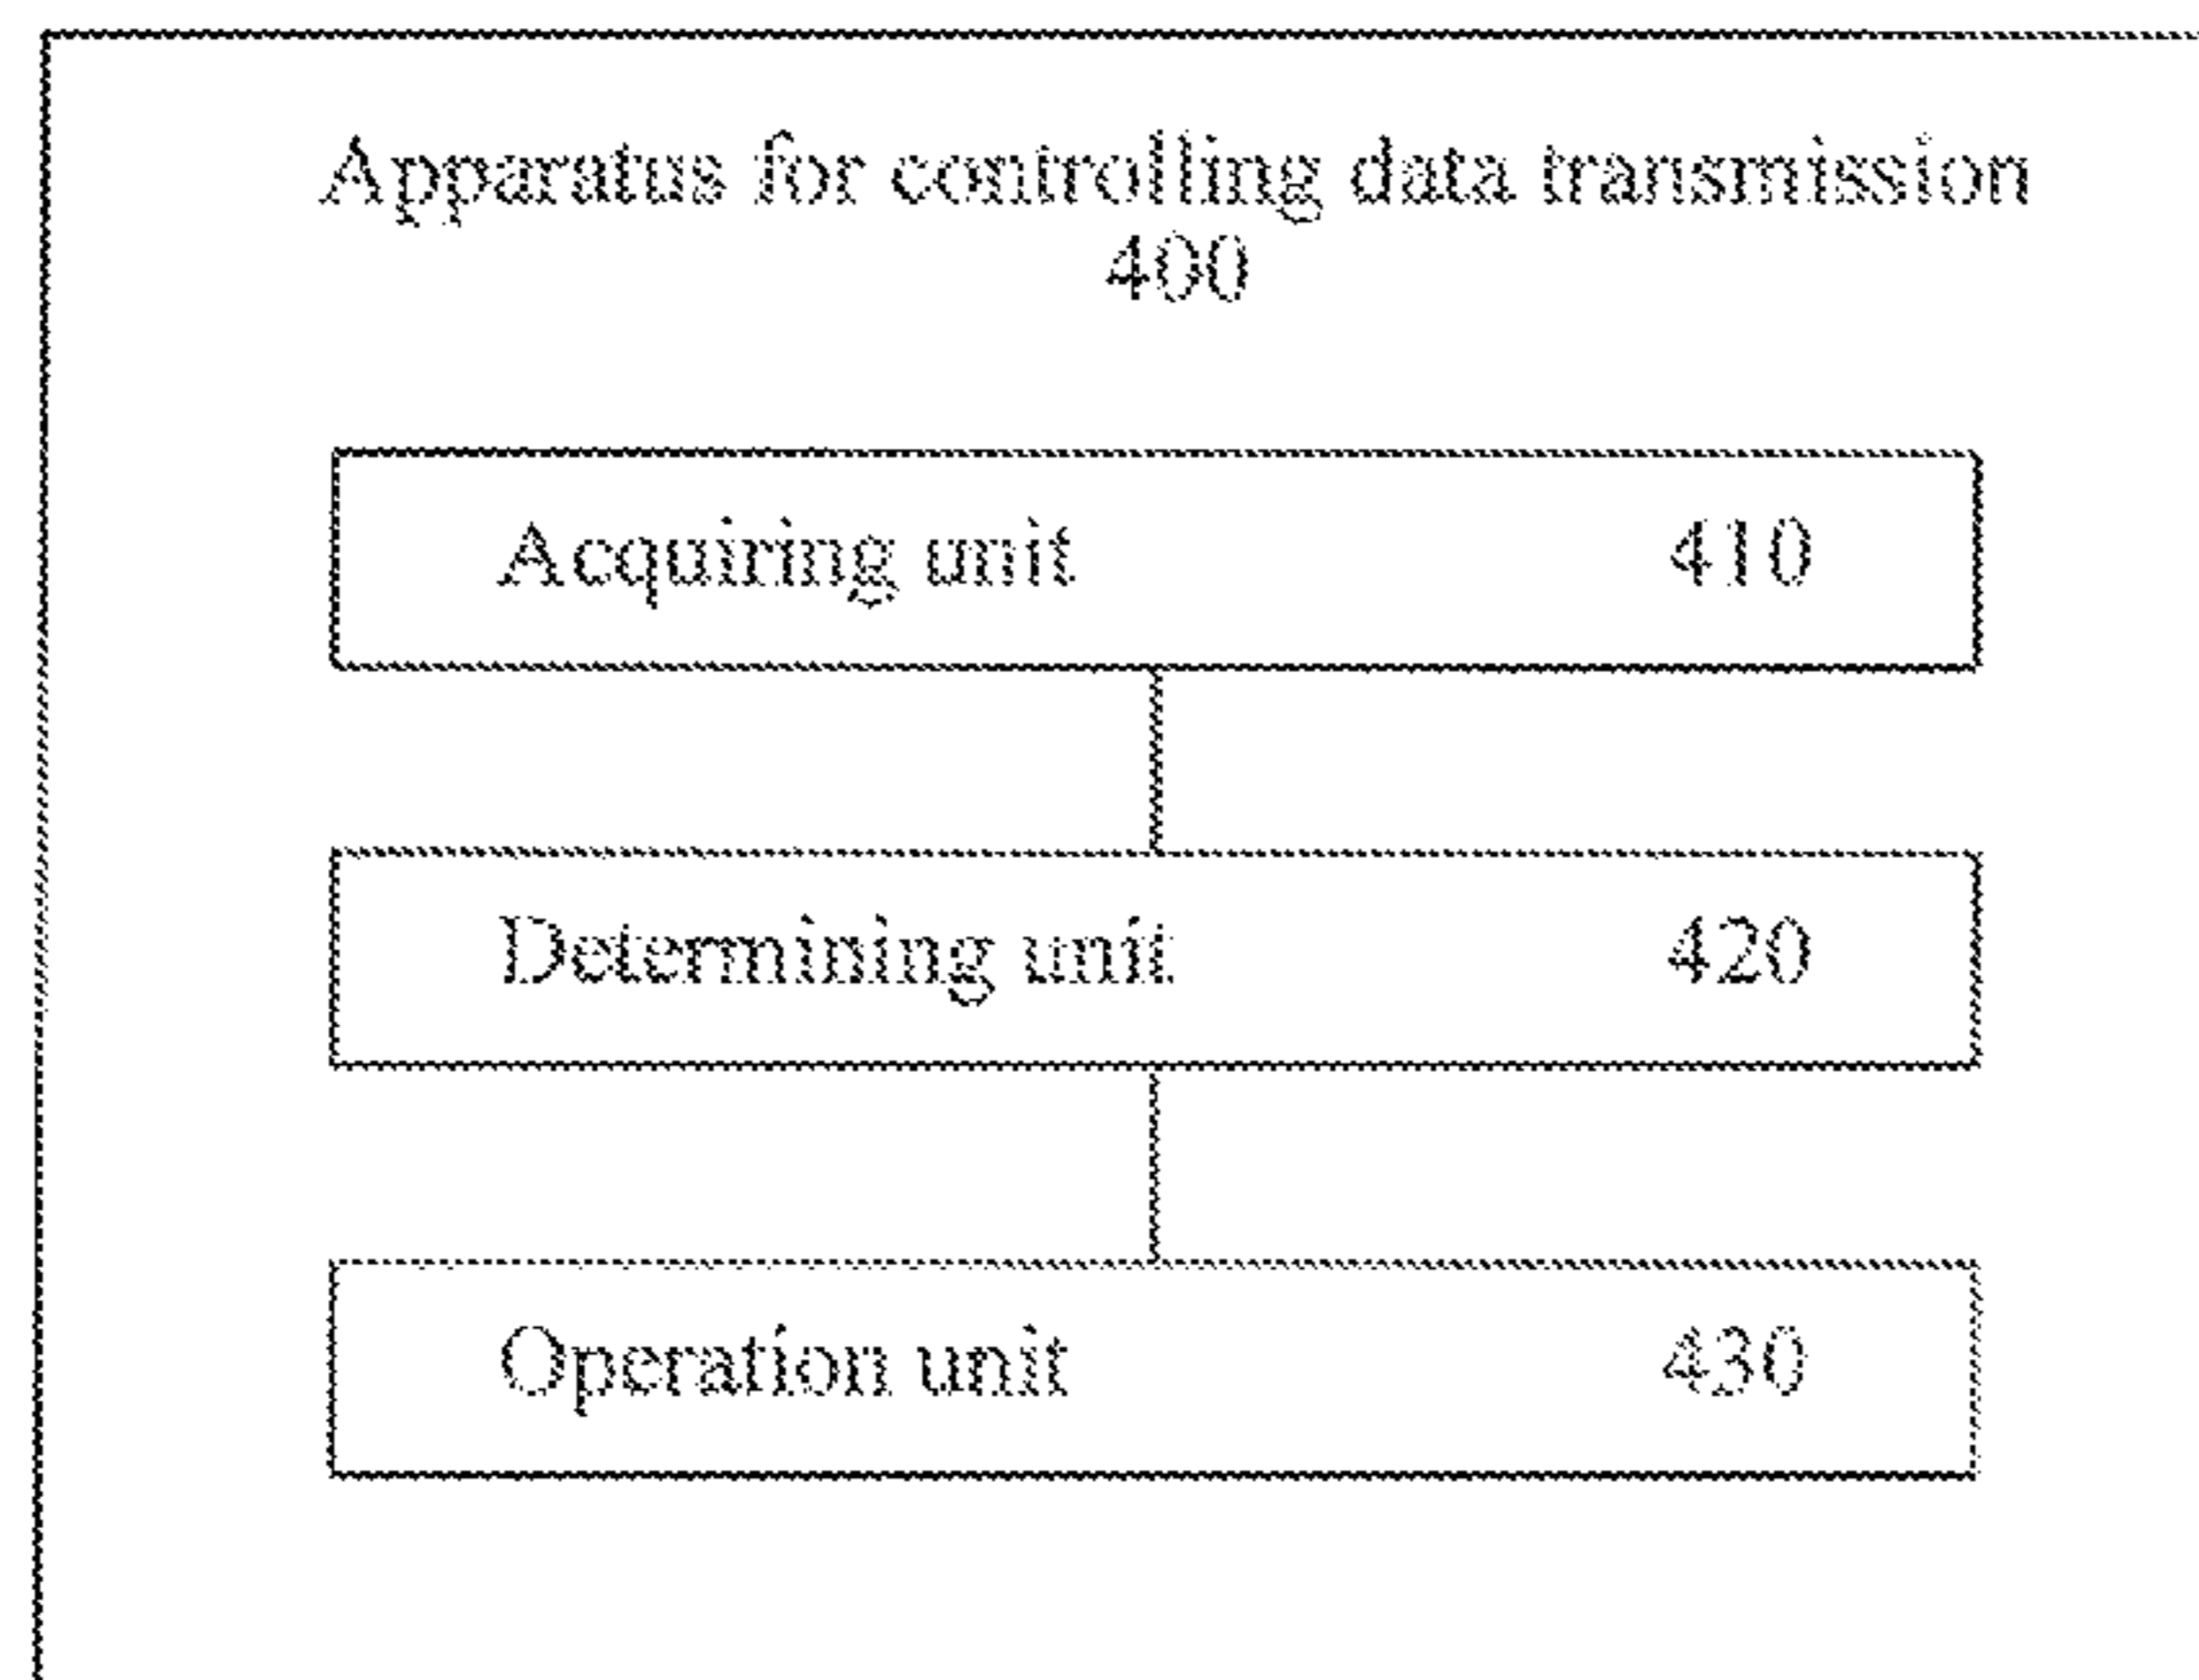 Apparatus for controlling data transmission
400
Acquiring unit 410
Determining unit 420
Operation unit 430